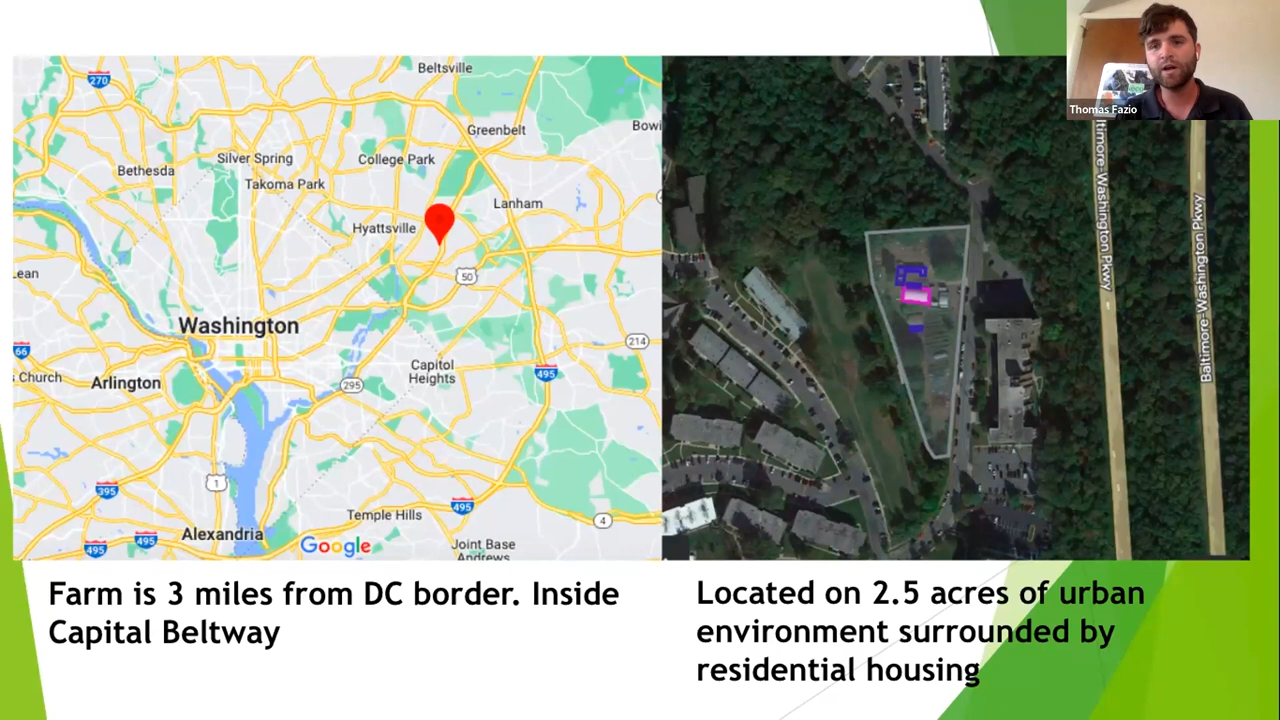 270
Beltsville
Greenbelt
Bowi
Silver Spring
College Park
Bethesda
Takoma Park
Lanham
Hyattsville
50
ean
Washington
214
66
Church
Arlington
Capitol
Heights
495
295
1
395
495
Temple Hills
4
495
495
Alexandria
Google
Joint Base
Andrews
Thomas Fazio
ltimore-Washington Pkwy
Baltimore-Washington Pkwy
Farm is 3 miles from DC border. Inside
Capital Beltway
Located on 2.5 acres of urban
environment surrounded by
residential housing